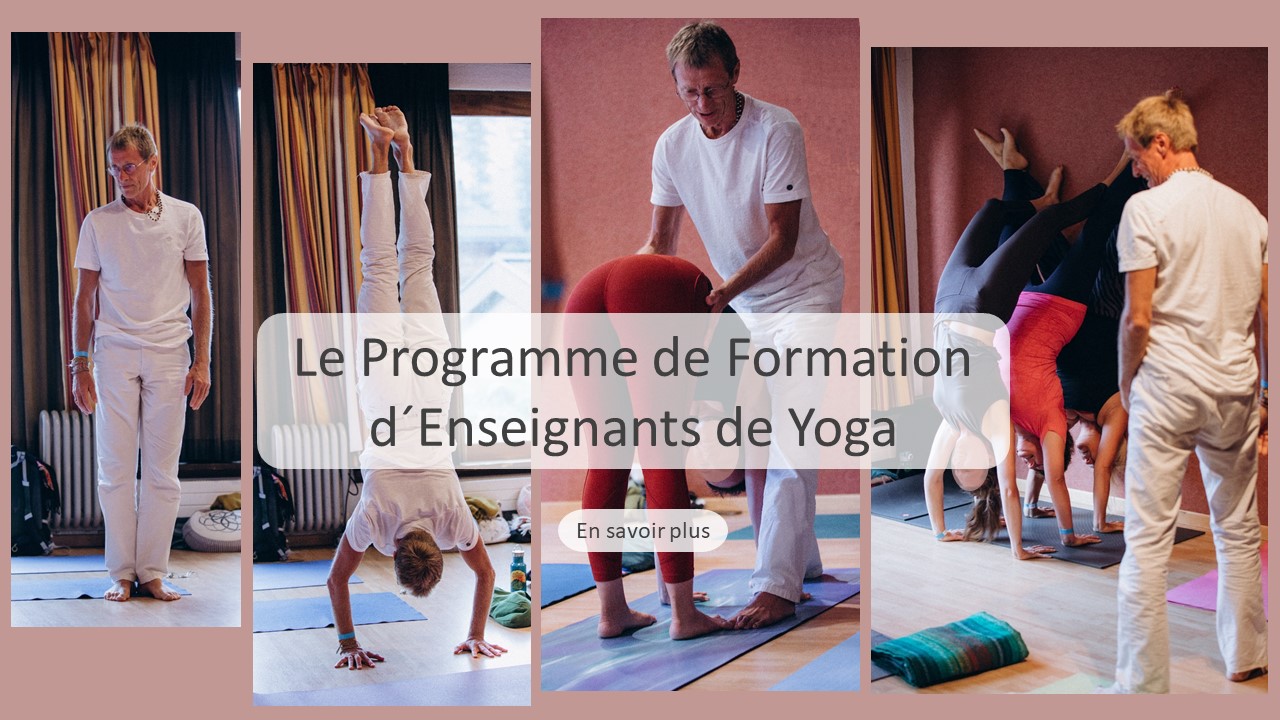 Le Programme de Formation
d´Enseignants de Yoga
En savoir plus